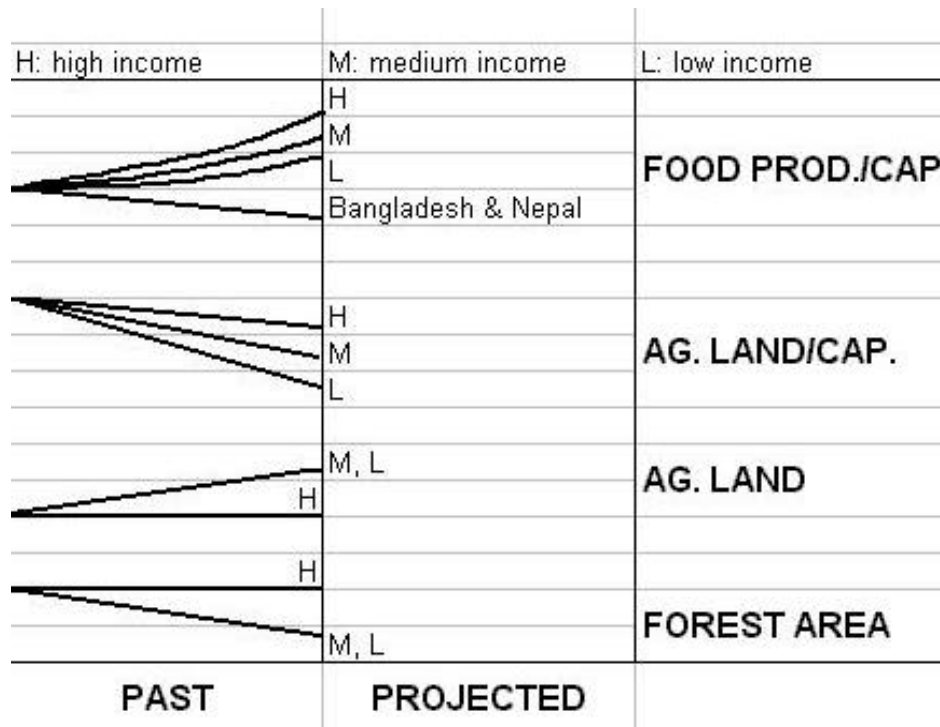 H: high income M: medium income L: low income
H
M
L
FOOD PROD./CAP
Bangladesh & Nepal
H
M
AG. LAND/CAP.
L
M, L
AG. LAND
H
H
FOREST AREA
M, L
PAST PROJECTED